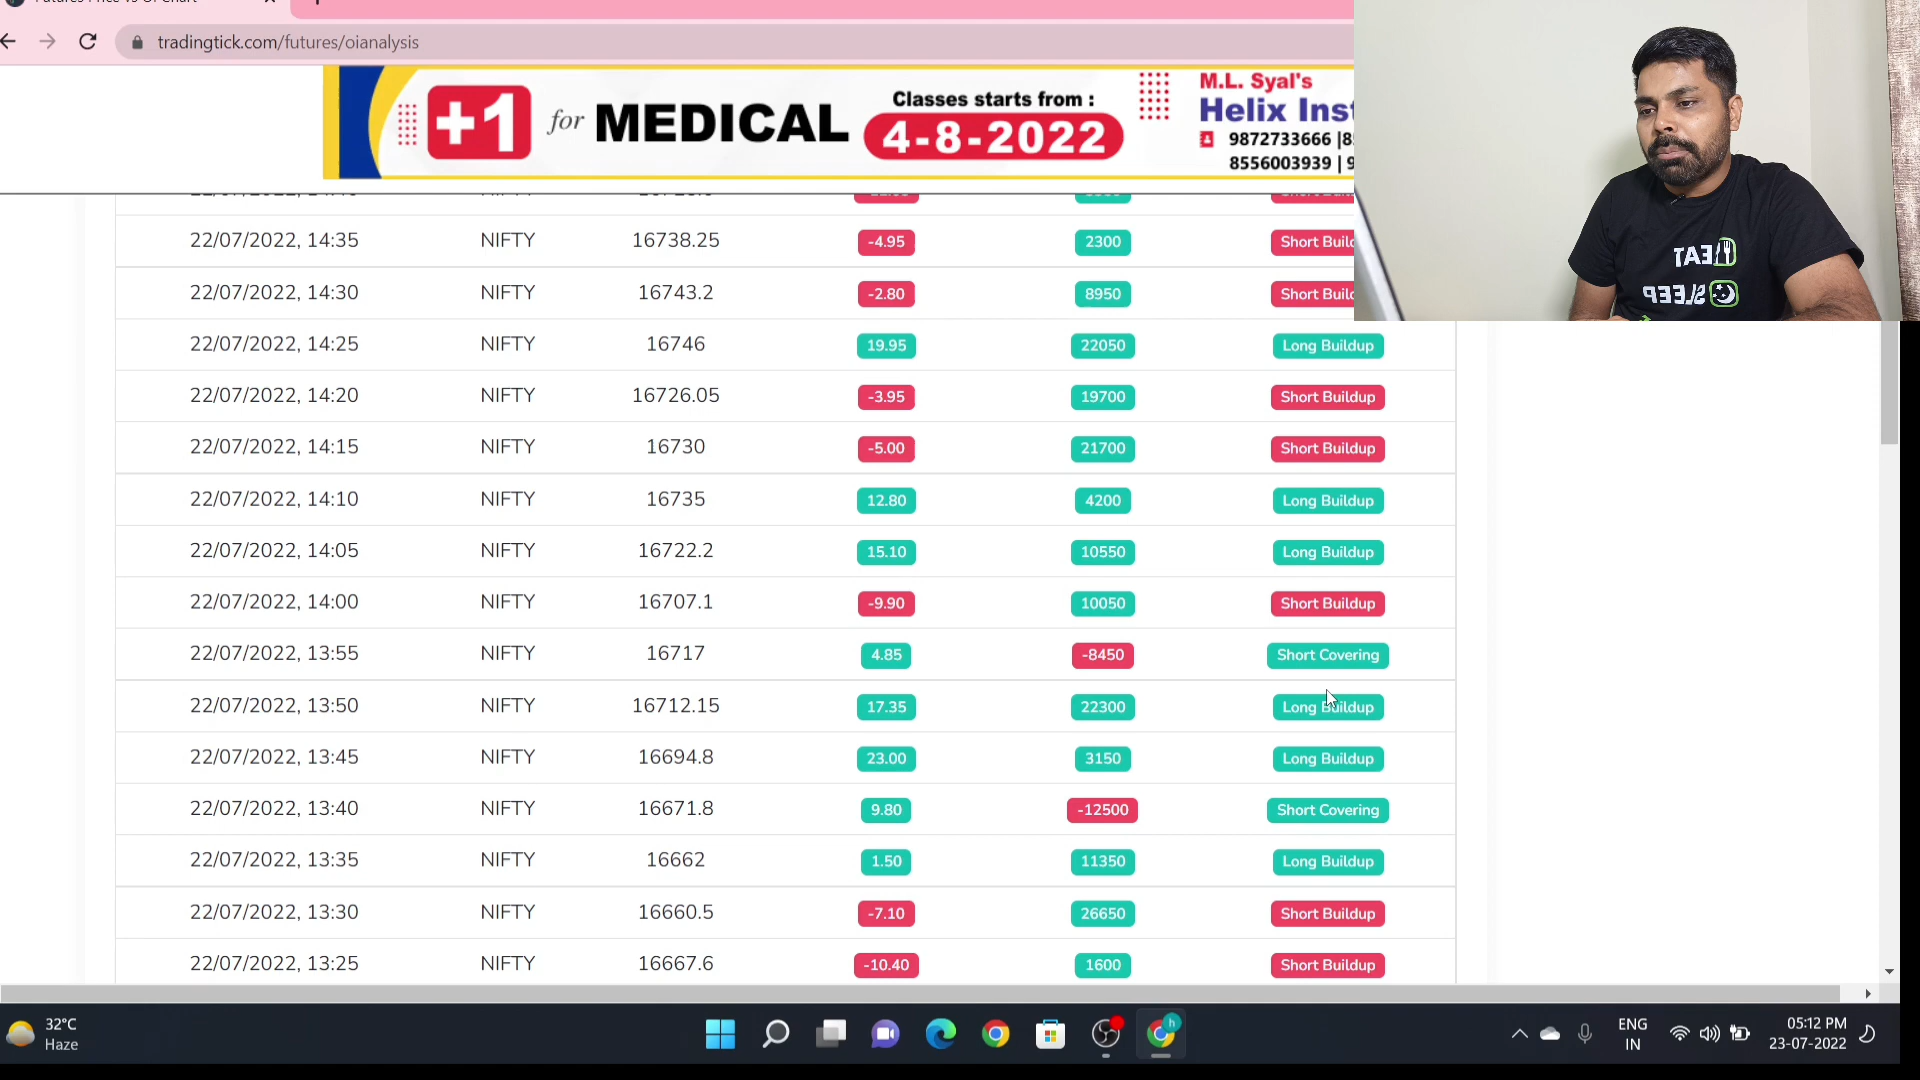 tradingtick.com/futures/oianalysis
+1 for MEDICAL
Classes starts from :
4-8-2022
M.L. Syal's
Helix
9872733666
8556003939
22/07/2022, 14:35 NIFTY 16738.25 -4.95 2300 Short
22/07/2022, 14:30 NIFTY 16743.2 -2.80 8950 Short
22/07/2022, 14:25 NIFTY 16746 19.95 22050 Long Buildup
22/07/2022, 14:20 NIFTY 16726.05 -3.95 19700 Short Buildup
22/07/2022, 14:15 NIFTY 16730 -5.00 21700 Short Buildup
22/07/2022, 14:10 NIFTY 16735 12.80 4200 Long Buildup
22/07/2022, 14:05 NIFTY 16722.2 15.10 10550 Long Buildup
22/07/2022, 14:00 NIFTY 16707.1 -9.90 10050 Short Buildup
22/07/2022, 13:55 NIFTY 16717 4.85 -8450 Short Covering
22/07/2022, 13:50 NIFTY 16712.15 17.35 22300 Long Buildup
22/07/2022, 13:45 NIFTY 16694.8 23.00 3150 Long Buildup
22/07/2022, 13:40 NIFTY 16671.8 9.80 -12500 Short Covering
22/07/2022, 13:35 NIFTY 16662 1.50 11350 Long Buildup
22/07/2022, 13:30 NIFTY 16660.5 -7.10 26650 Short Buildup
22/07/2022, 13:25 NIFTY 16667.6 -10.40 1600 Short Buildup
EAT
SLEEP
32°C
Haze
ENG
IN
05:12 PM
23-07-2022